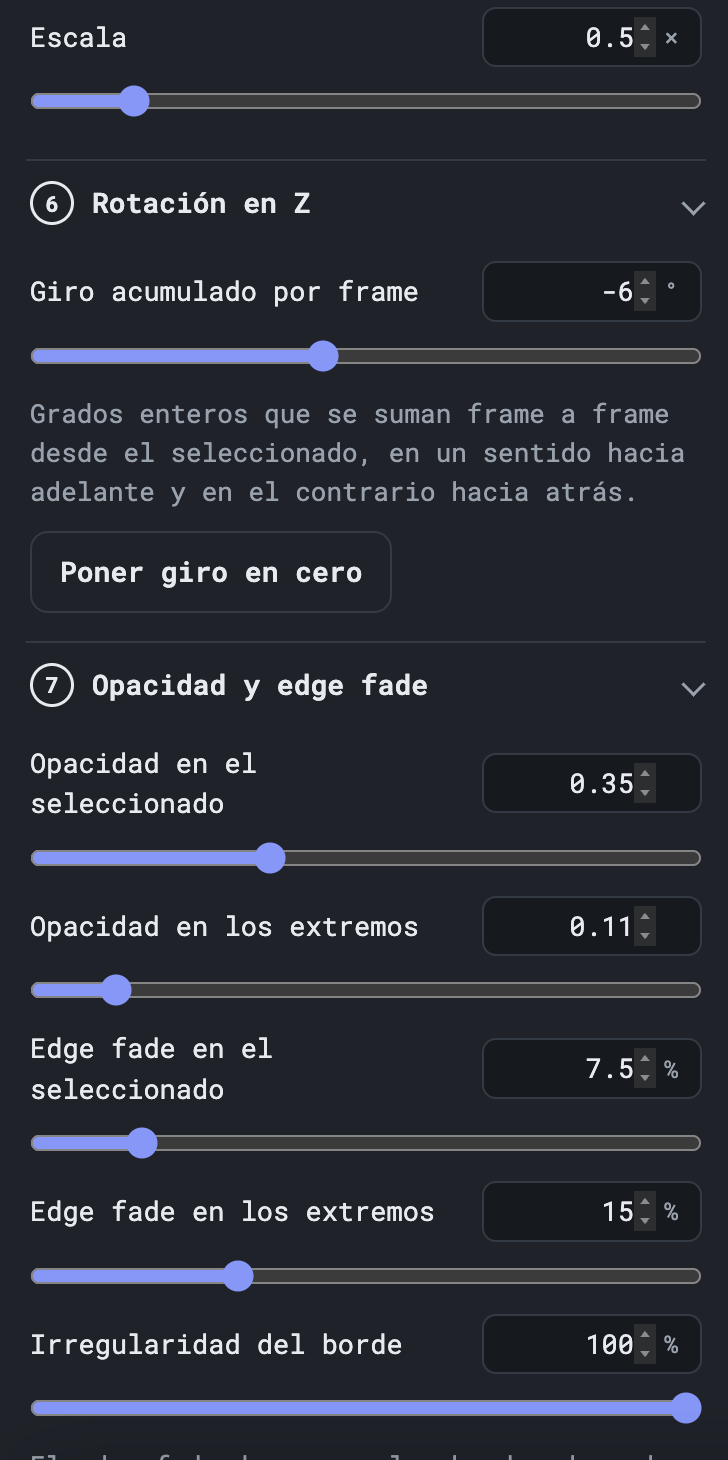 Escala
0.5 ×
6 Rotación en Z
Giro acumulado por frame
-6 °
Grados enteros que se suman frame a frame
desde el seleccionado, en un sentido hacia
adelante y en el contrario hacia atrás.
Poner giro en cero
7 Opacidad y edge fade
Opacidad en el
seleccionado
0.35
Opacidad en los extremos
0.11
Edge fade en el
seleccionado
7.5 %
Edge fade en los extremos
15 %
Irregularidad del borde
100 %